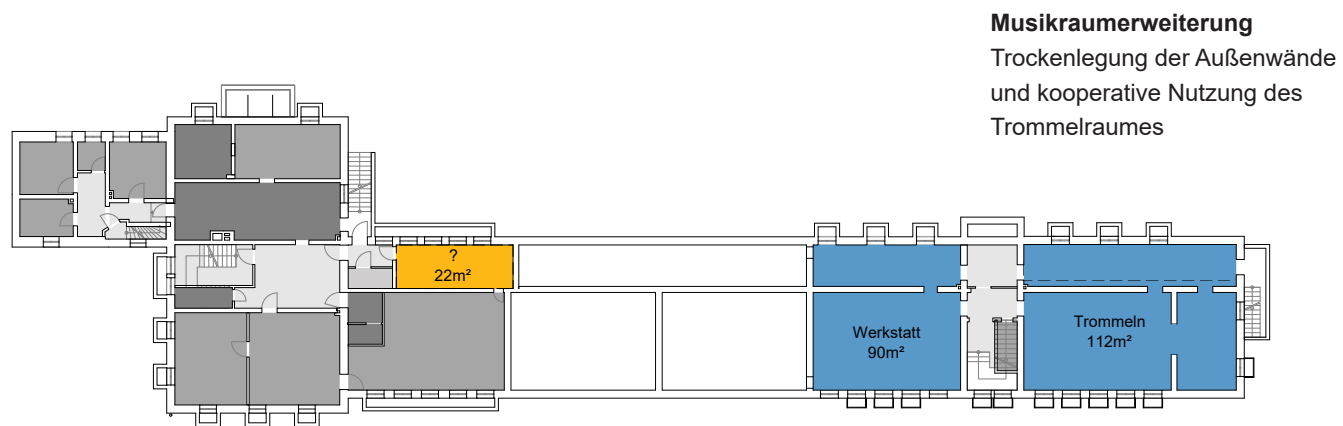 Musikraumerweiterung
Trockenlegung der Außenwände
und kooperative Nutzung des
Trommelraumes
?
22m²
Werkstatt
90m²
Trommeln
112m²